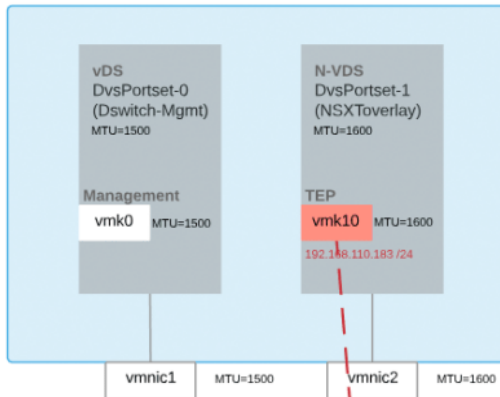 vDS
DvsPortset-0
(Dswitch-Mgmt)
MTU=1500
Management
vmk0 MTU=1500
N-VDS
DvsPortset-1
(NSXToverlay)
MTU=1600
TEP
vmk10 MTU=1600
192.168.110.183 /24
vmnic1 MTU=1500
vmnic2 MTU=1600